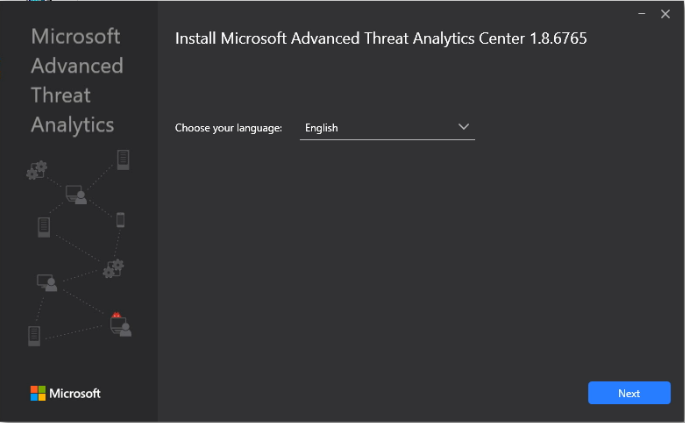 Microsoft
Advanced
Threat
Analytics
Install Microsoft Advanced Threat Analytics Center 1.8.6765
Choose your language: English
Microsoft
Next